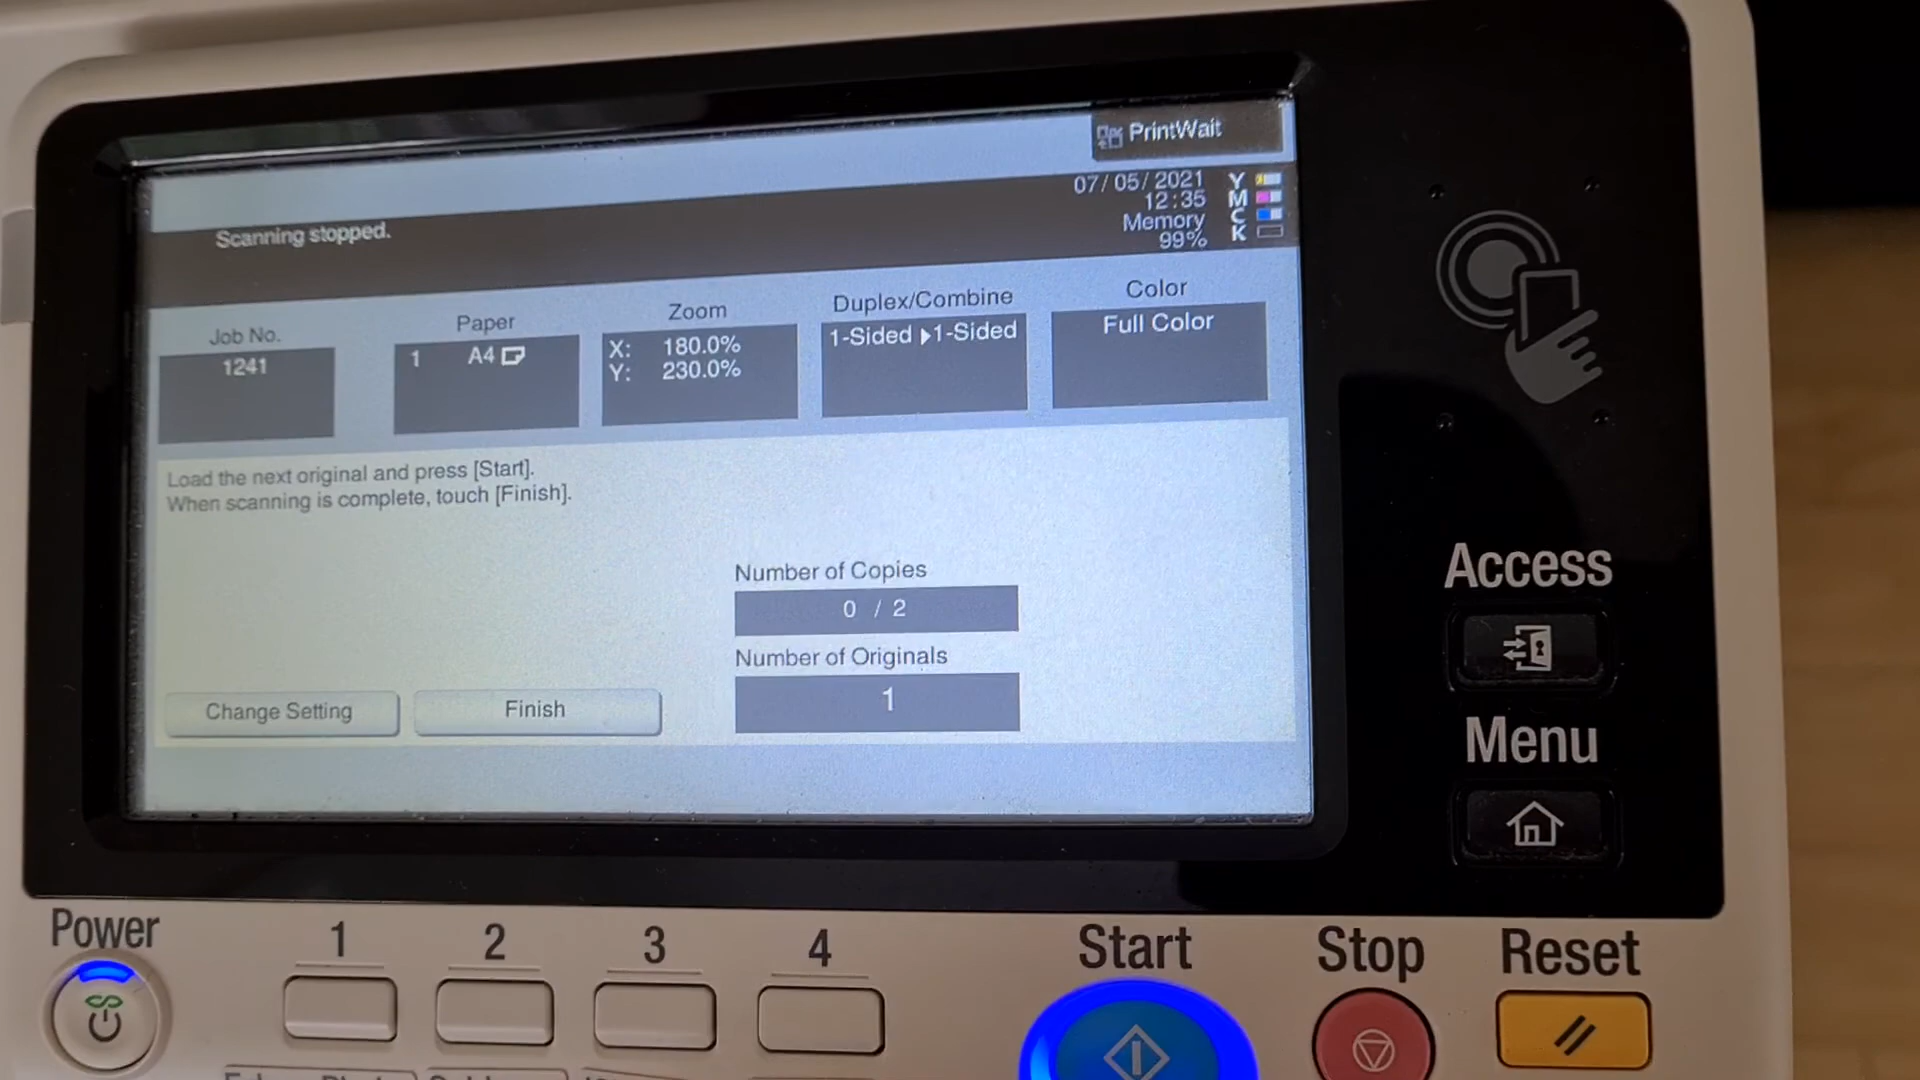 PrintWait
07/05/2021
12:35
Memory
99%
Y
M
C
K
Scanning stopped.
Job No.
1241
Paper
1 A4
Zoom
X: 180.0%
Y: 230.0%
Duplex/Combine
1-Sided ▶1-Sided
Color
Full Color
Load the next original and press [Start].
When scanning is complete, touch [Finish].
Number of Copies
0 / 2
Number of Originals
1
Change Setting
Finish
Access
Menu
Power
1
2
3
4
Start
Stop
Reset